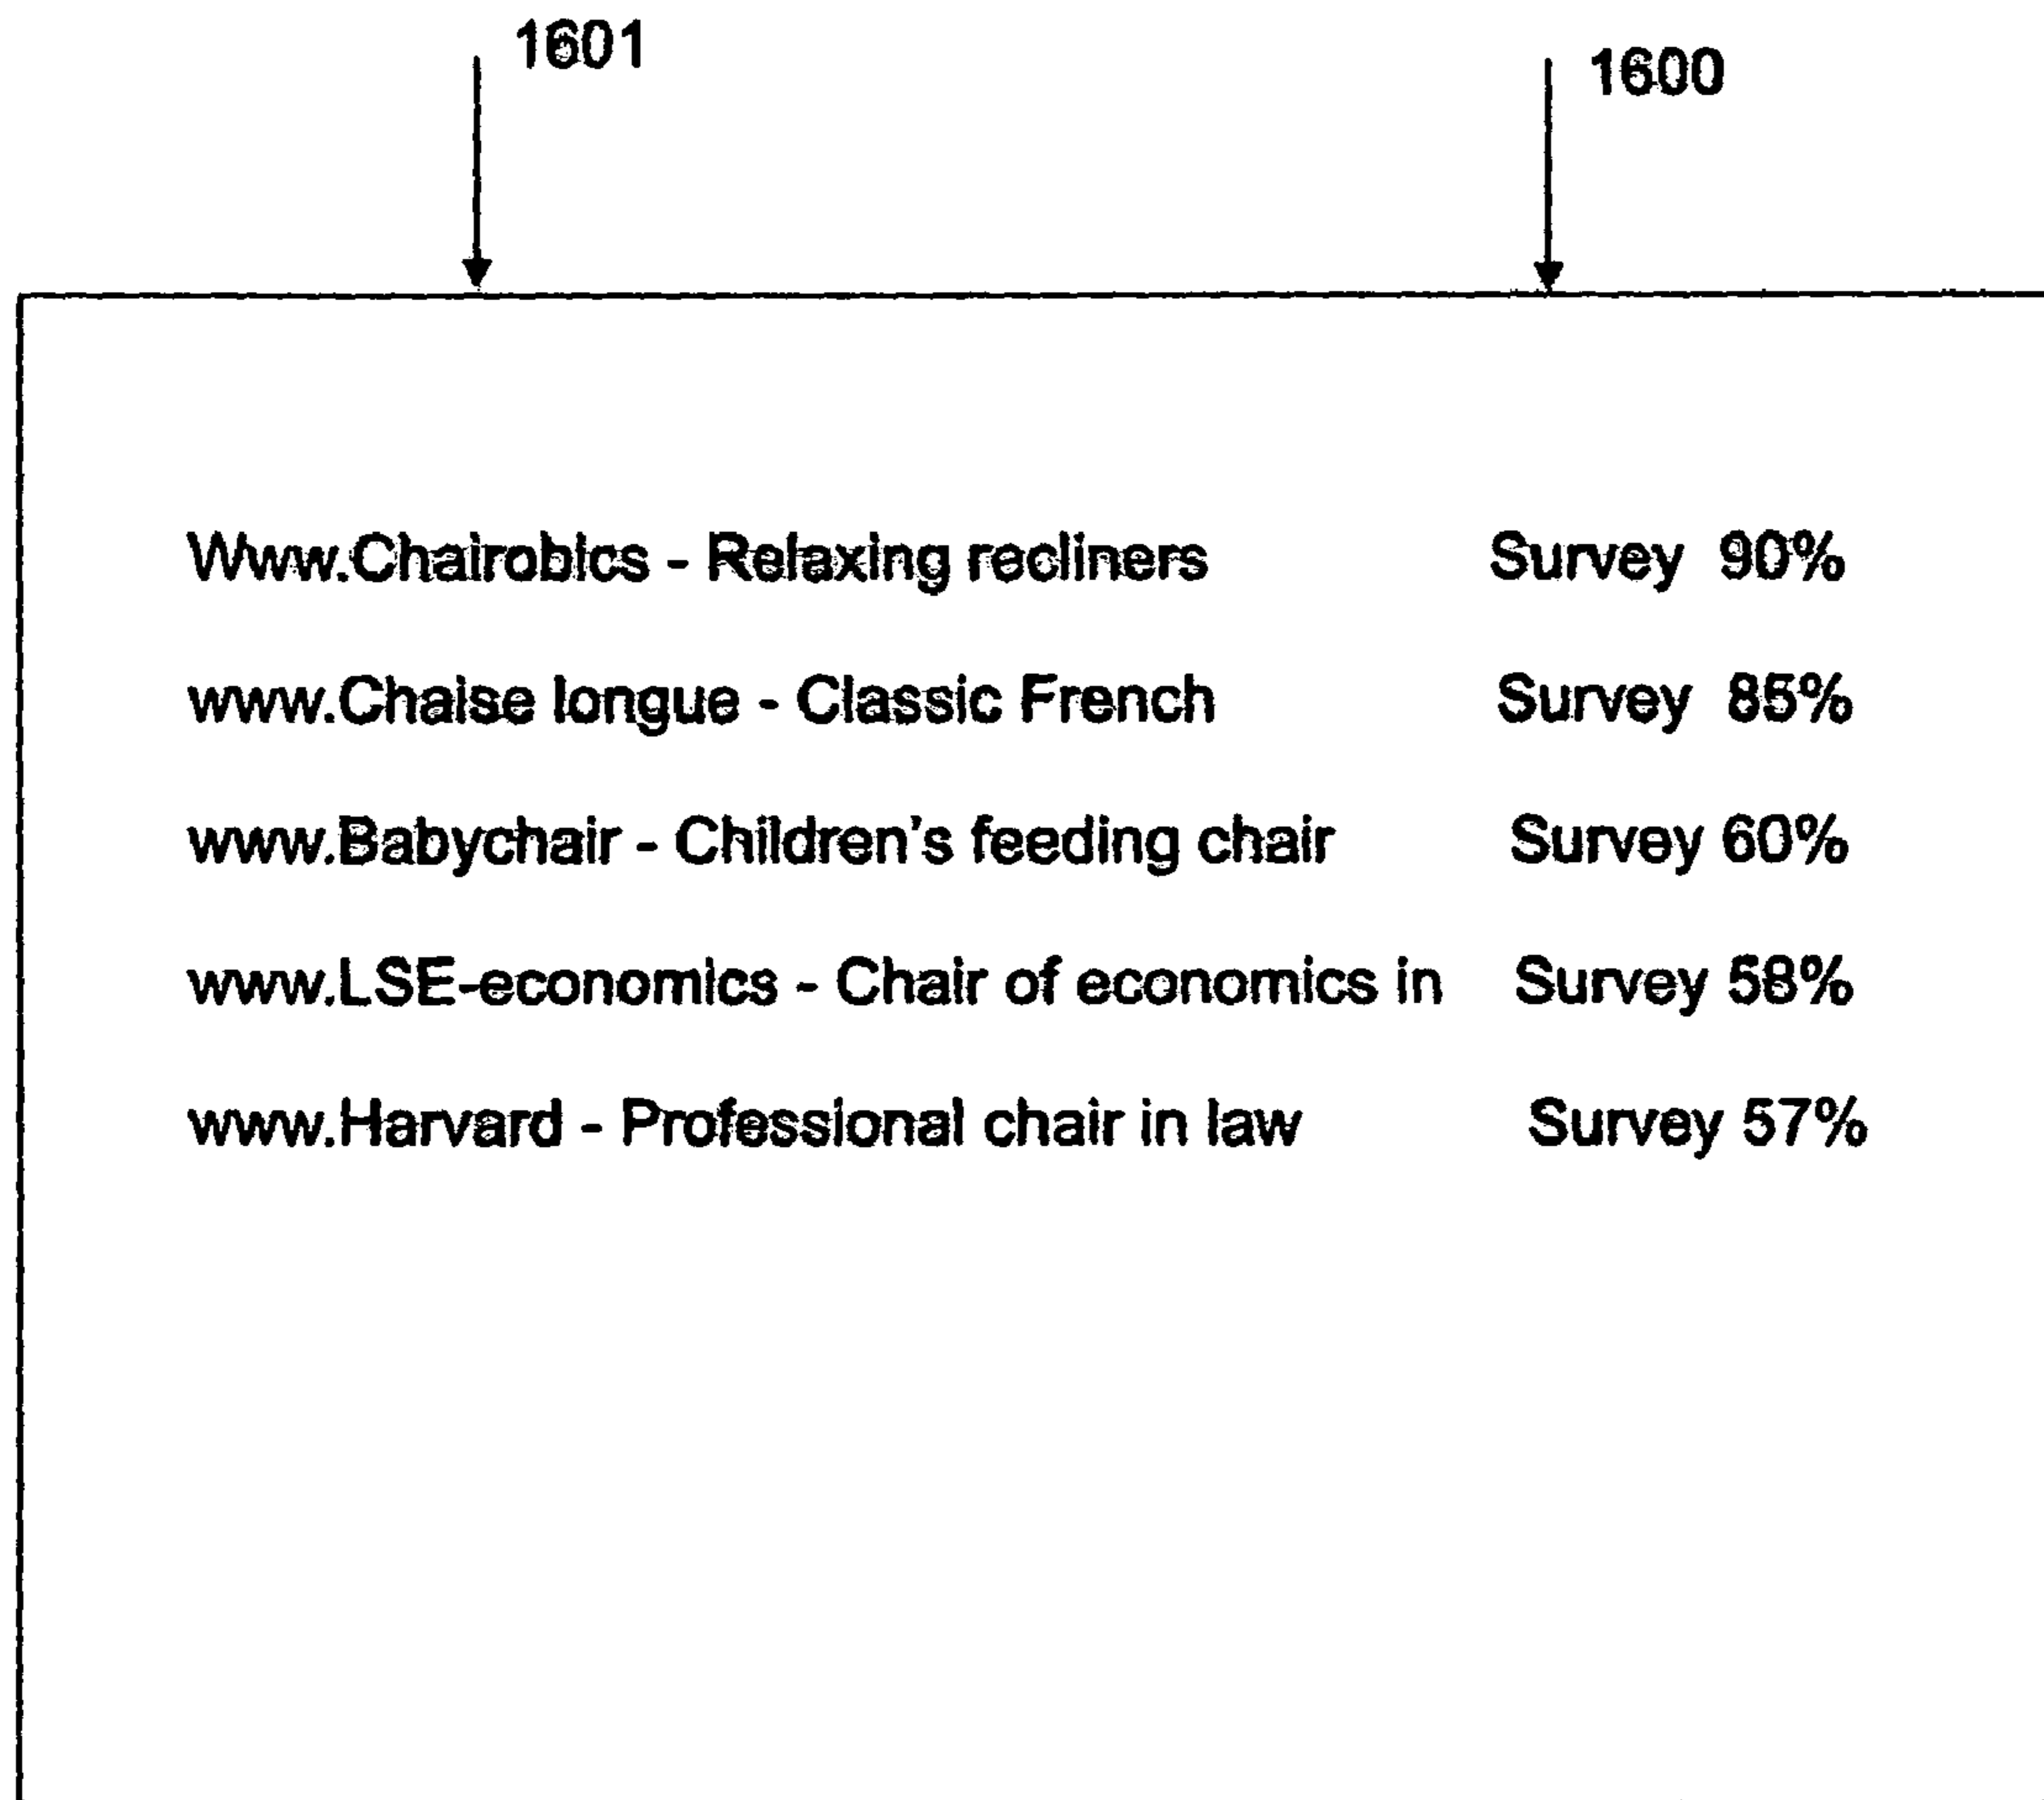 1601
1600
Www.Chairobics - Relaxing recliners Survey 90%
www.Chaise longue - Classic French Survey 85%
www.Babychair - Children's feeding chair Survey 60%
www.LSE-economics - Chair of economics in Survey 58%
www.Harvard - Professional chair in law Survey 57%